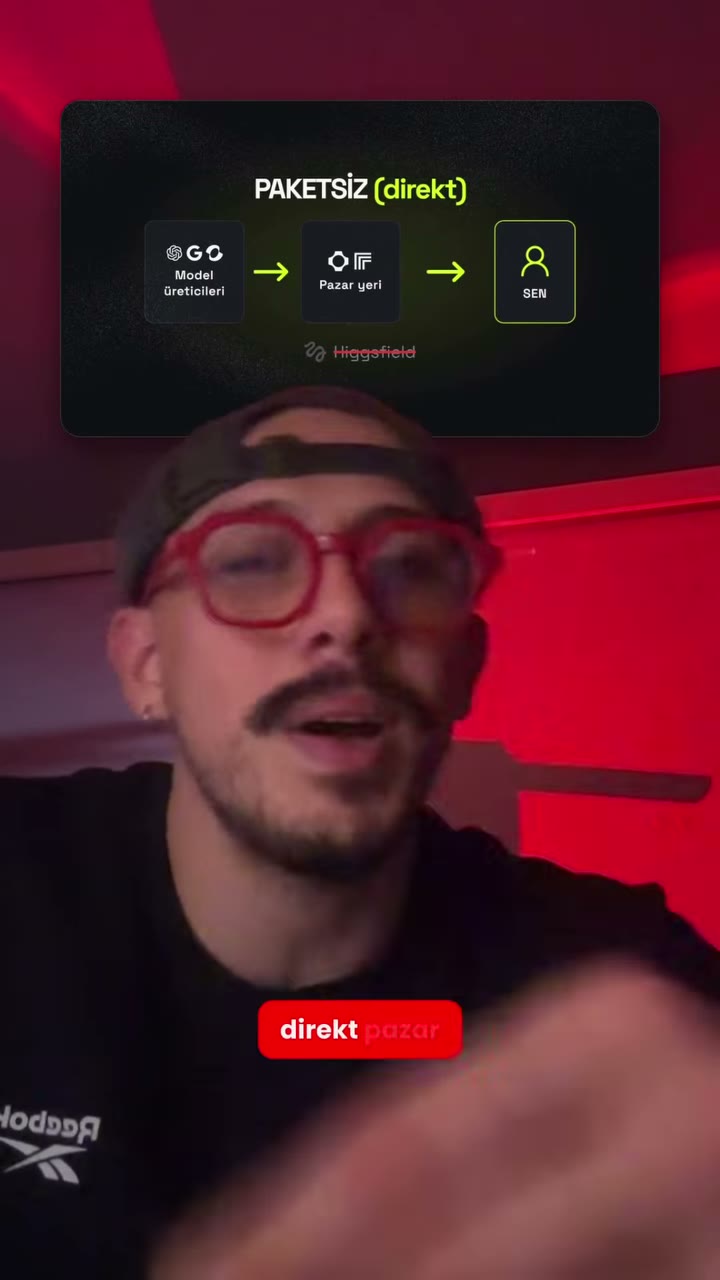 PAKETSİZ (direkt)
Model
üreticileri
Pazar yeri
SEN
Higgsfield
direkt pazar
Reebok